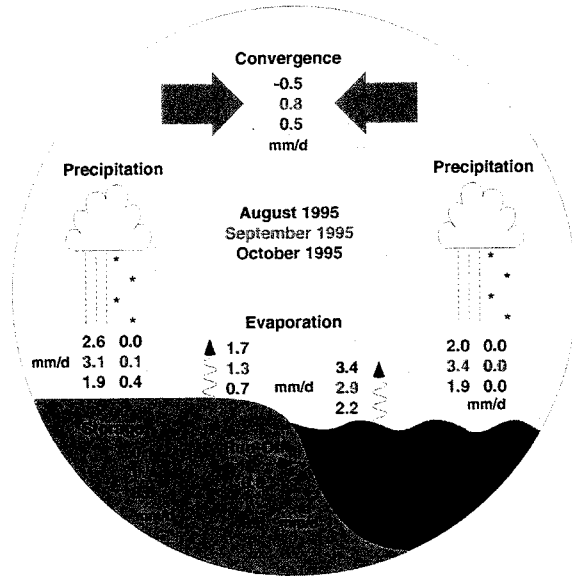 Convergence
-0.5
0.8
0.5
mm/d
Precipitation
Precipitation
August 1995
September 1995
October 1995
Evaporation
2.6 0.0
mm/d 3.1 0.1
1.9 0.4
1.7
1.3
0.7
mm/d
3.4
2.9
2.2
2.0 0.0
3.4 0.0
1.9 0.0
mm/d